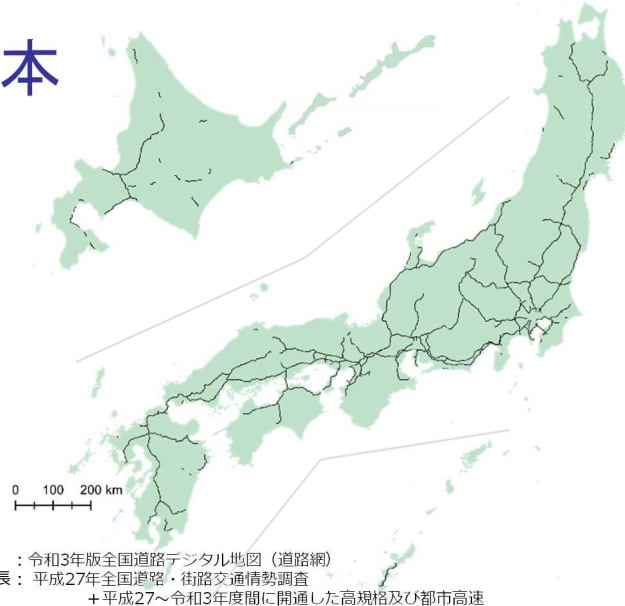 本
0 100 200 km
：令和3年版全国道路デジタル地図（道路網）
長： 平成27年全国道路・街路交通情勢調査
＋平成27～令和3年度間に開通した高規格及び都市高速